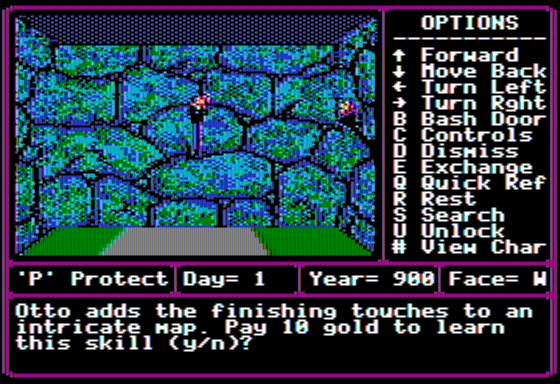 OPTIONS
------------
↑ Forward
↓ Move Back
← Turn Left
→ Turn Rght
B Bash Door
C Controls
D Dismiss
E Exchange
Q Quick Ref
R Rest
S Search
U Unlock
# View Char
'P' Protect Day= 1 Year= 900 Face= W
Otto adds the finishing touches to an
intricate map. Pay 10 gold to learn
this skill (y/n)?